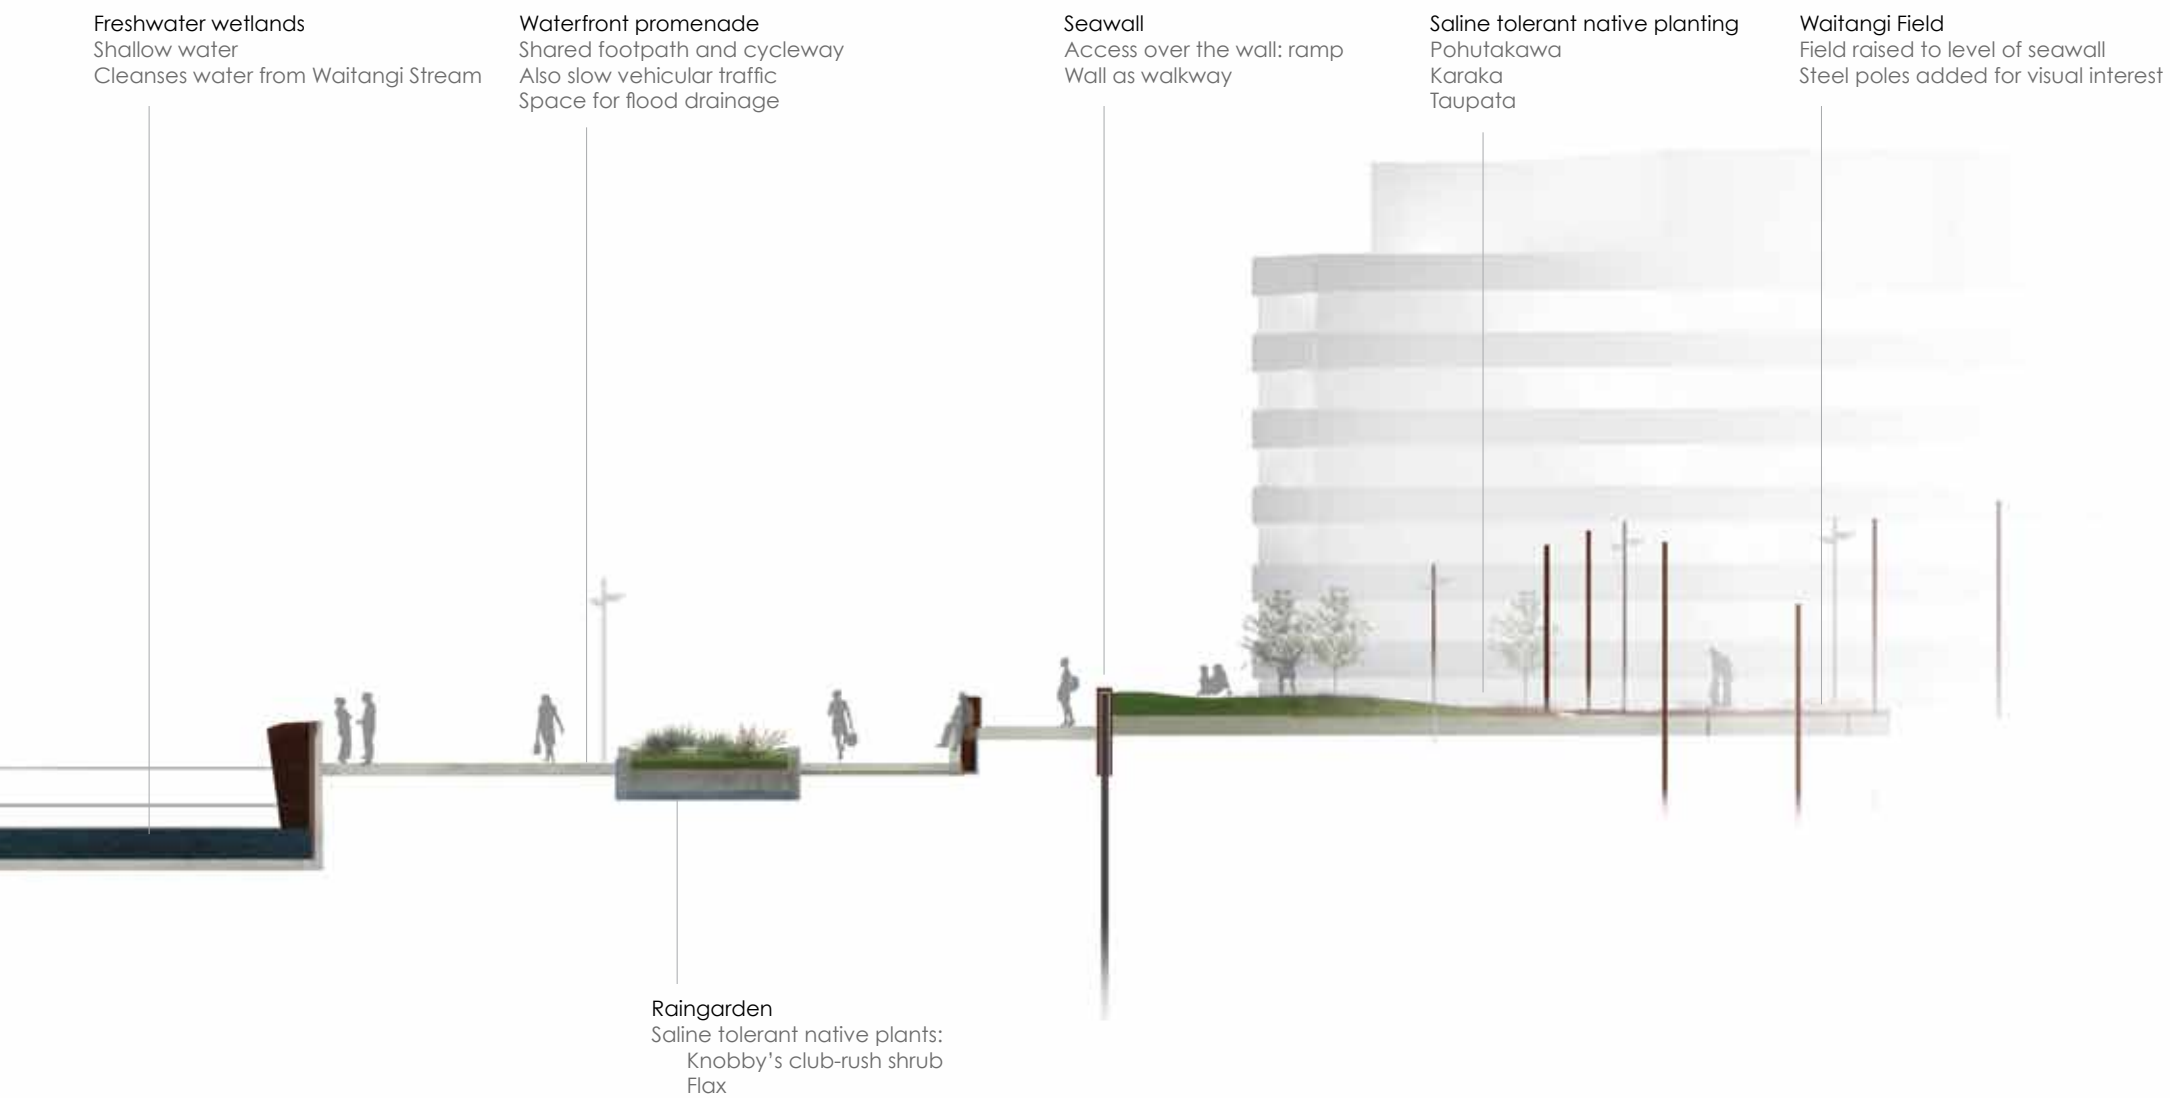 Freshwater wetlands
Shallow water
Cleanses water from Waitangi Stream
Waterfront promenade
Shared footpath and cycleway
Also slow vehicular traffic
Space for flood drainage
Seawall
Access over the wall: ramp
Wall as walkway
Saline tolerant native planting
Pohutakawa
Karaka
Taupata
Waitangi Field
Field raised to level of seawall
Steel poles added for visual interest
Raingarden
Saline tolerant native plants:
Knobby's club-rush shrub
Flax